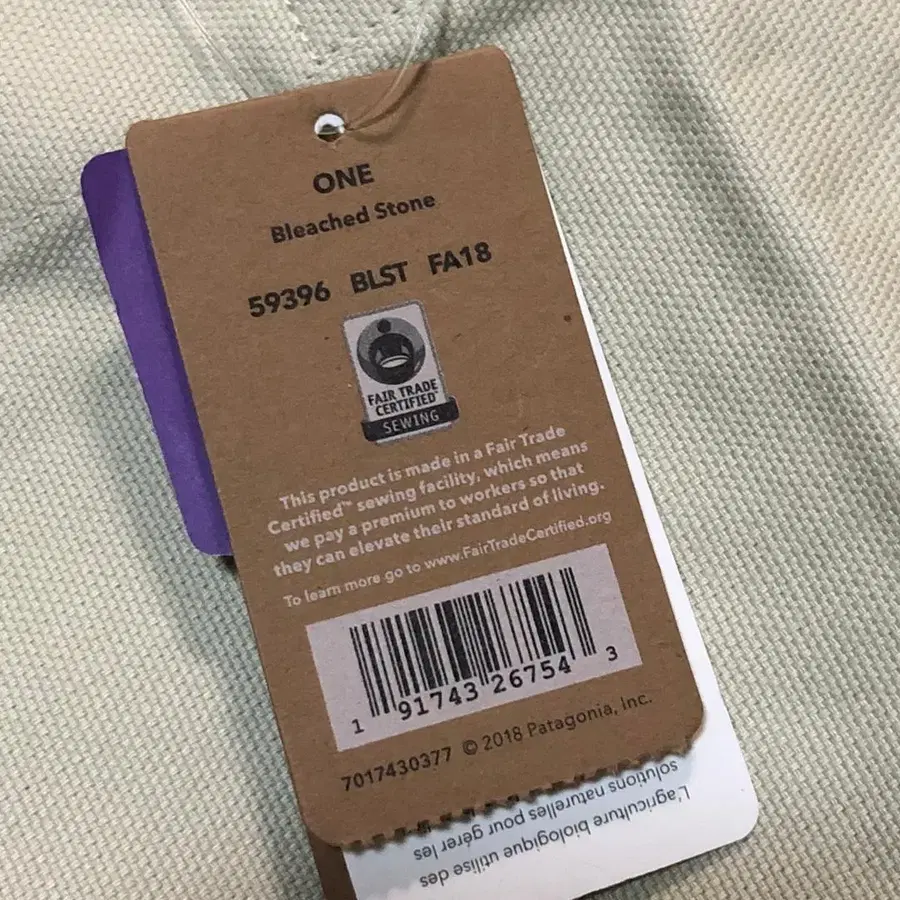 ONE
Bleached Stone
59396 BLST FA18
FAIR TRADE
CERTIFIED™
SEWING
This product is made in a Fair Trade
Certified™ sewing facility, which means
we pay a premium to workers so that
they can elevate their standard of living.
To learn more go to www.FairTradeCertified.org
1 91743 26754 3
7017430377 © 2018 Patagonia, Inc.
L'agriculture biologique utilise des
solutions naturelles pour gérer les